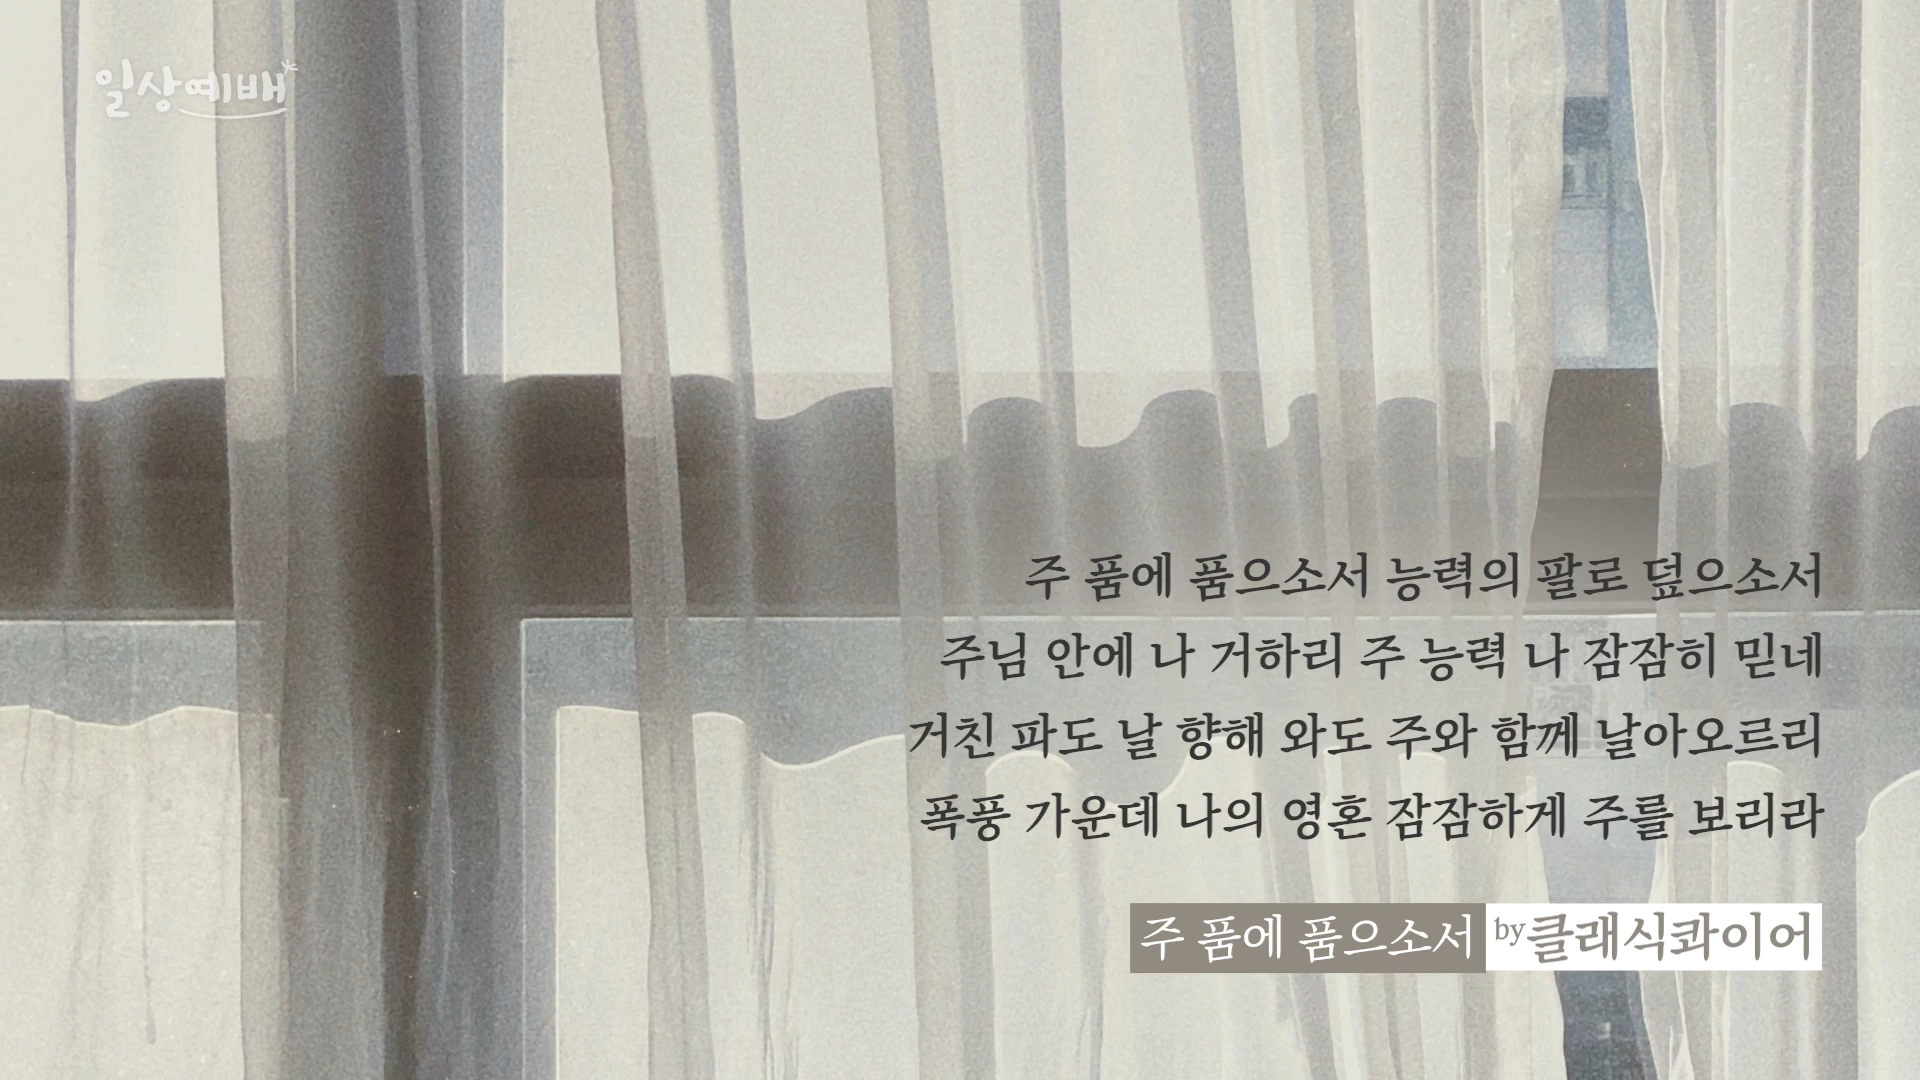 일상예배
주 품에 품으소서 능력의 팔로 덮으소서
주님 안에 나 거하리 주 능력 나 잠잠히 믿네
거친 파도 날 향해 와도 주와 함께 날아오르리
폭풍 가운데 나의 영혼 잠잠하게 주를 보리라
주 품에 품으소서 by클래식콰이어